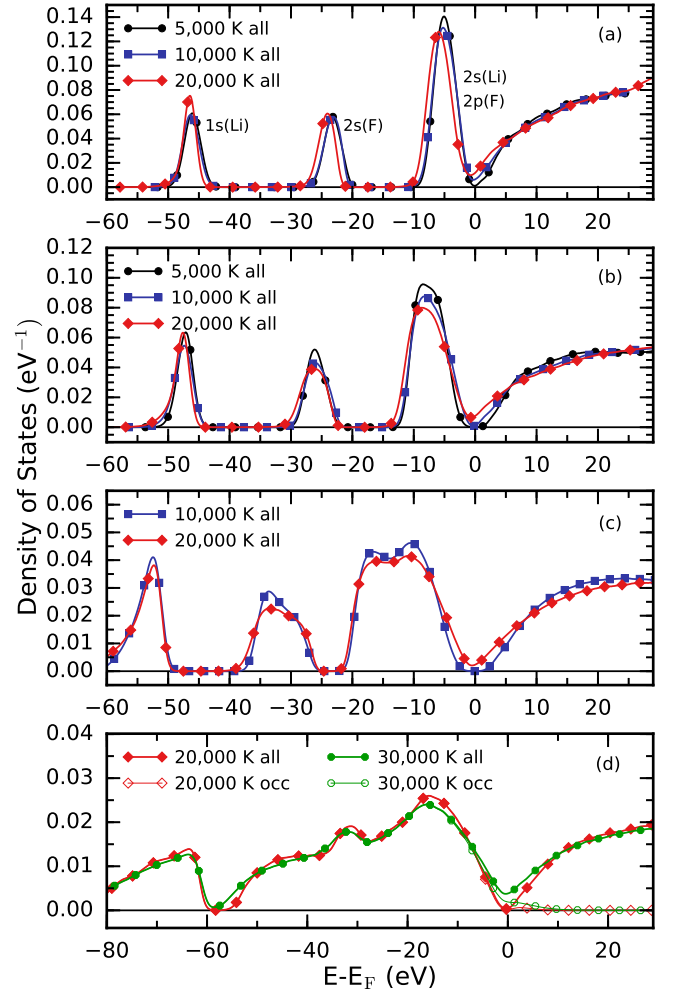 0.14
0.12
0.10
0.08
0.06
0.04
0.02
0.00
5,000 K all
10,000 K all
20,000 K all
(a)
1s(Li)
2s(F)
2s(Li)
2p(F)
−60 −50 −40 −30 −20 −10 0 10 20
0.12
0.10
0.08
0.06
0.04
0.02
0.00
5,000 K all
10,000 K all
20,000 K all
(b)
−60 −50 −40 −30 −20 −10 0 10 20
Density of States (eV⁻¹)
0.06
0.05
0.04
0.03
0.02
0.01
0.00
10,000 K all
20,000 K all
(c)
−60 −50 −40 −30 −20 −10 0 10 20
0.04
0.03
0.02
0.01
0.00
20,000 K all
20,000 K occ
30,000 K all
30,000 K occ
(d)
−80 −60 −40 −20 0 20
E-E_F (eV)